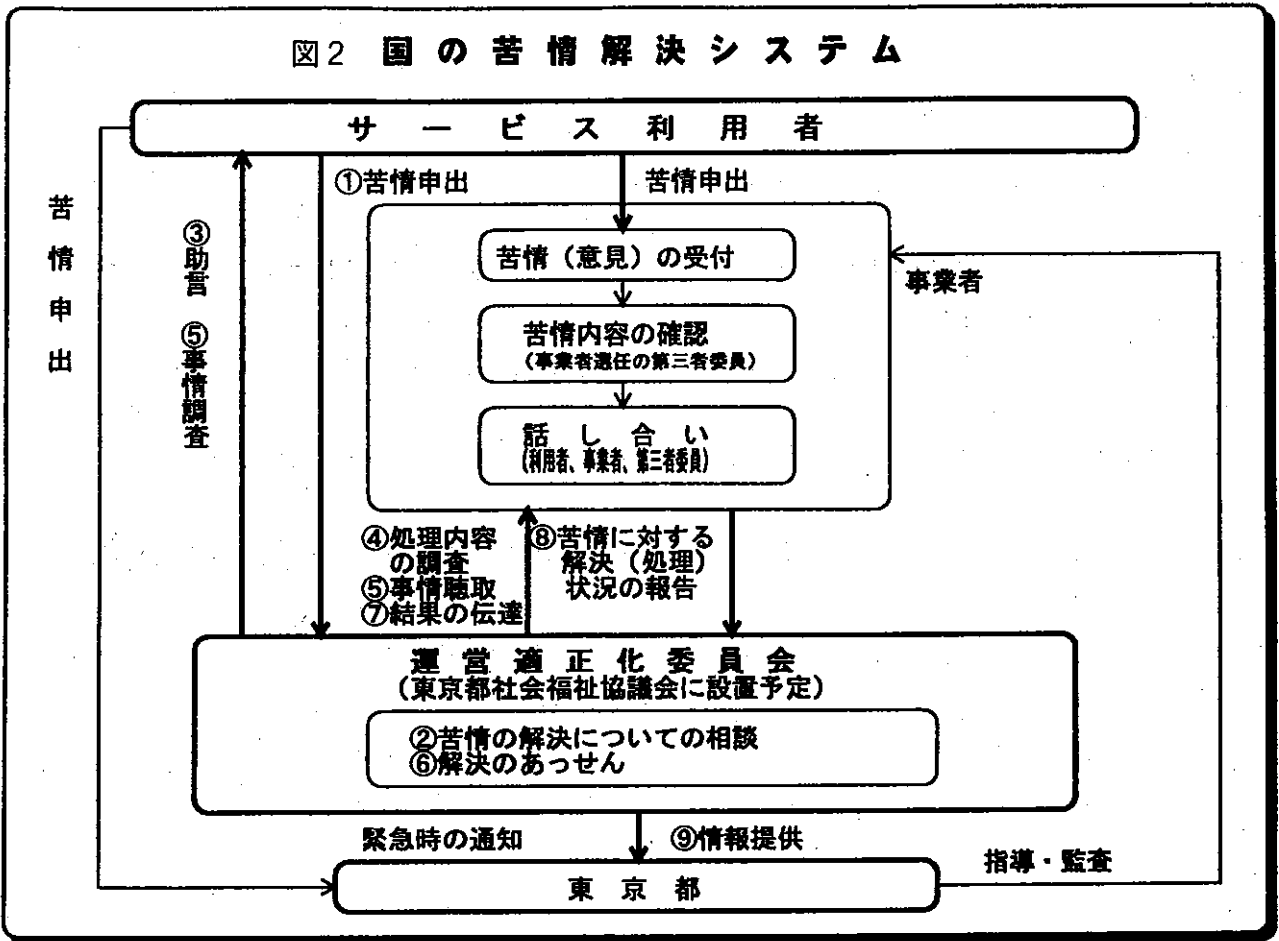 図2 国の苦情解決システム
サービス利用者
①苦情申出
苦情申出
苦情申出
③助言 ⑤事情調査
苦情（意見）の受付
事業者
苦情内容の確認
（事業者選任の第三者委員）
話し合い
（利用者、事業者、第三者委員）
④処理内容
の調査
⑤事情聴取
⑦結果の伝達
⑧苦情に対する
解決（処理）
状況の報告
運営適正化委員会
（東京都社会福祉協議会に設置予定）
②苦情の解決についての相談
⑥解決のあっせん
緊急時の通知
⑨情報提供
指導・監査
東京都